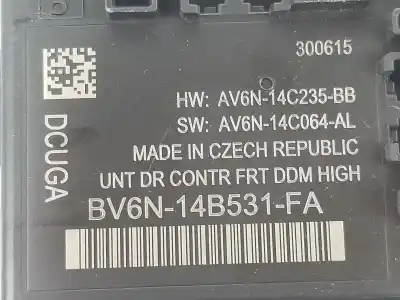 300615
HW: AV6N-14C235-BB
SW: AV6N-14C064-AL
MADE IN CZECH REPUBLIC
UNT DR CONTR FRT DDM HIGH
BV6N-14B531-FA
DCUGA